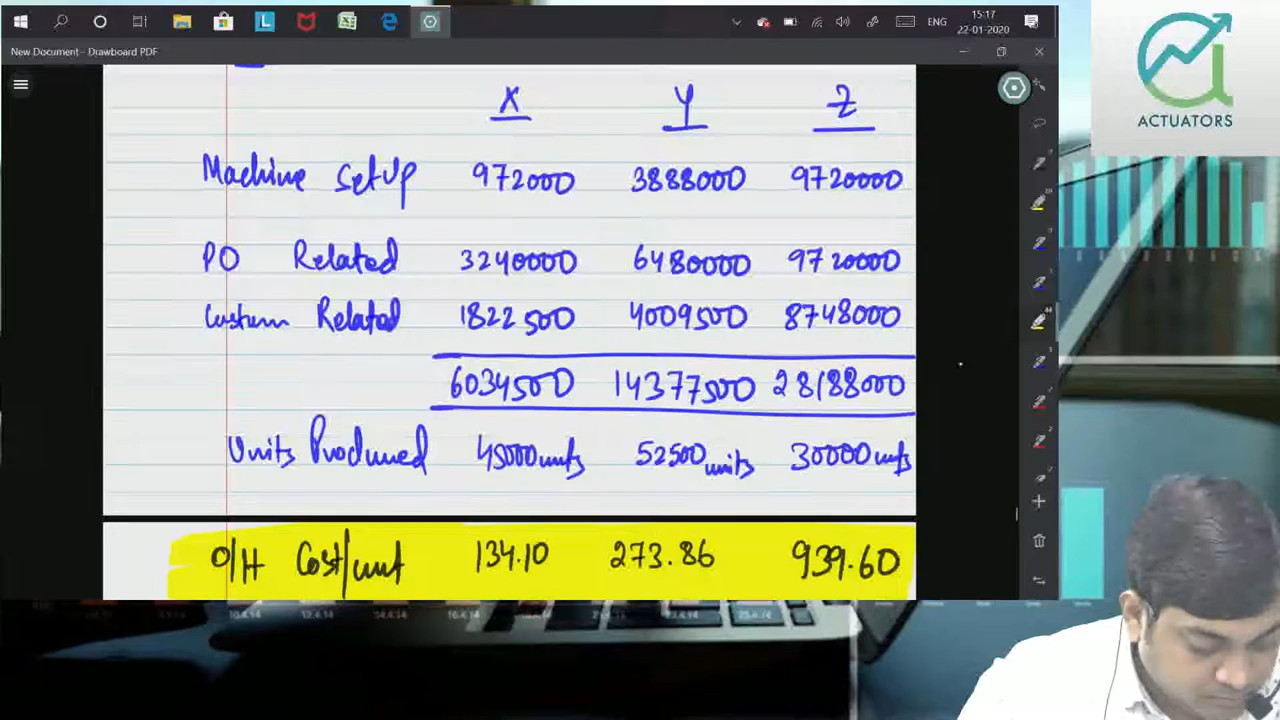 15:17
ENG
22-01-2020
New Document - Drawboard PDF
ACTUATORS
X Y Z
Machine SetUp 972000 3888000 9720000
PO Related 3240000 6480000 9720000
Custom Related 1822500 4009500 8748000
6034500 14377500 28188000
Units Produced 45000 units 52500 units 30000 units
O/H Cost/unit 134.10 273.86 939.60